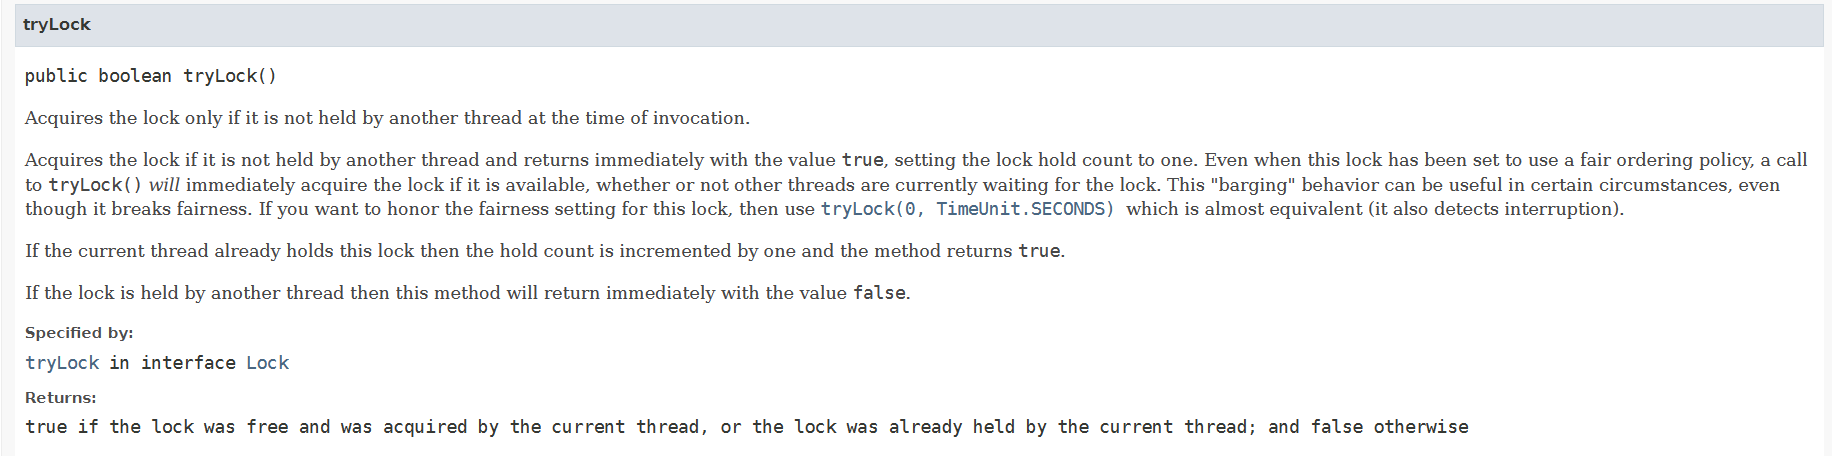 tryLock
public boolean tryLock()
Acquires the lock only if it is not held by another thread at the time of invocation.
Acquires the lock if it is not held by another thread and returns immediately with the value true, setting the lock hold count to one. Even when this lock has been set to use a fair ordering policy, a call
to tryLock() will immediately acquire the lock if it is available, whether or not other threads are currently waiting for the lock. This "barging" behavior can be useful in certain circumstances, even
though it breaks fairness. If you want to honor the fairness setting for this lock, then use tryLock(0, TimeUnit.SECONDS) which is almost equivalent (it also detects interruption).
If the current thread already holds this lock then the hold count is incremented by one and the method returns true.
If the lock is held by another thread then this method will return immediately with the value false.
Specified by:
tryLock in interface Lock
Returns:
true if the lock was free and was acquired by the current thread, or the lock was already held by the current thread; and false otherwise